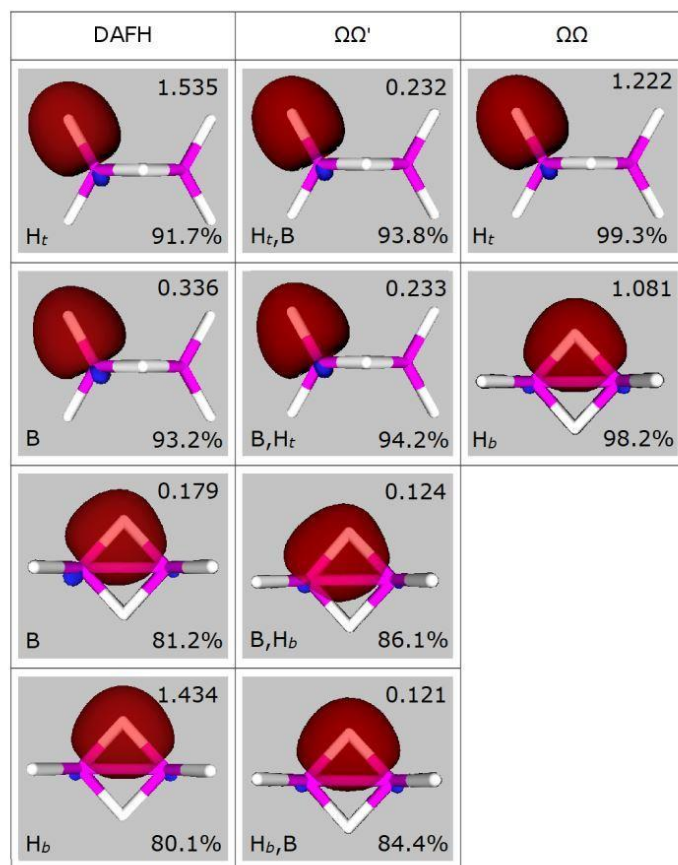 DAFH ΩΩ' ΩΩ
1.535 0.232 1.222
Ht 91.7% Ht,B 93.8% Ht 99.3%
0.336 0.233 1.081
B 93.2% B,Ht 94.2% Hb 98.2%
0.179 0.124
B 81.2% B,Hb 86.1%
1.434 0.121
Hb 80.1% Hb,B 84.4%